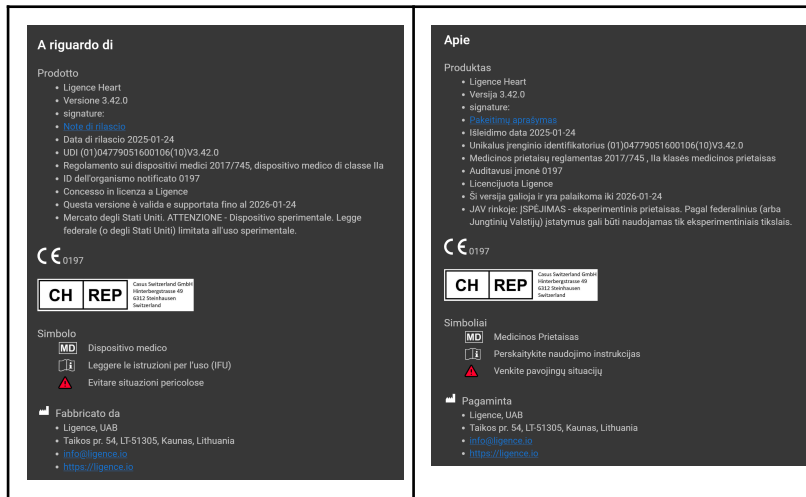 A riguardo di
Prodotto
• Ligence Heart
• Versione 3.42.0
• signature:
• Note di rilascio
• Data di rilascio 2025-01-24
• UDI (01)04779051600106(10)V3.42.0
• Regolamento sui dispositivi medici 2017/745, dispositivo medico di classe IIa
• ID dell'organismo notificato 0197
• Concesso in licenza a Ligence
• Questa versione è valida e supportata fino al 2026-01-24
• Mercato degli Stati Uniti. ATTENZIONE - Dispositivo sperimentale. Legge
federale (o degli Stati Uniti) limitata all'uso sperimentale.
CE 0197
CH REP
Casus Switzerland GmbH
Hinterbergstrasse 49
6312 Steinhausen
Switzerland
Simbolo
MD Dispositivo medico
Leggere le istruzioni per l'uso (IFU)
Evitare situazioni pericolose
Fabbricato da
• Ligence, UAB
• Taikos pr. 54, LT-51305, Kaunas, Lithuania
• info@ligence.io
• https://ligence.io
Apie
Produktas
• Ligence Heart
• Versija 3.42.0
• signature:
• Pakeitimų aprašymas
• Išleidimo data 2025-01-24
• Unikalus įrenginio identifikatorius (01)04779051600106(10)V3.42.0
• Medicinos prietaisų reglamentas 2017/745 , IIa klasės medicinos prietaisas
• Auditavusi įmonė 0197
• Licencijuota Ligence
• Ši versija galioja ir yra palaikoma iki 2026-01-24
• JAV rinkoje: ĮSPĖJIMAS - eksperimentinis prietaisas. Pagal federalinius (arba
Jungtinių Valstijų) įstatymus gali būti naudojamas tik eksperimentiniais tikslais.
CE 0197
CH REP
Casus Switzerland GmbH
Hinterbergstrasse 49
6312 Steinhausen
Switzerland
Simboliai
MD Medicinos Prietaisas
Perskaitykite naudojimo instrukcijas
Venkite pavojingų situacijų
Pagaminta
• Ligence, UAB
• Taikos pr. 54, LT-51305, Kaunas, Lithuania
• info@ligence.io
• https://ligence.io